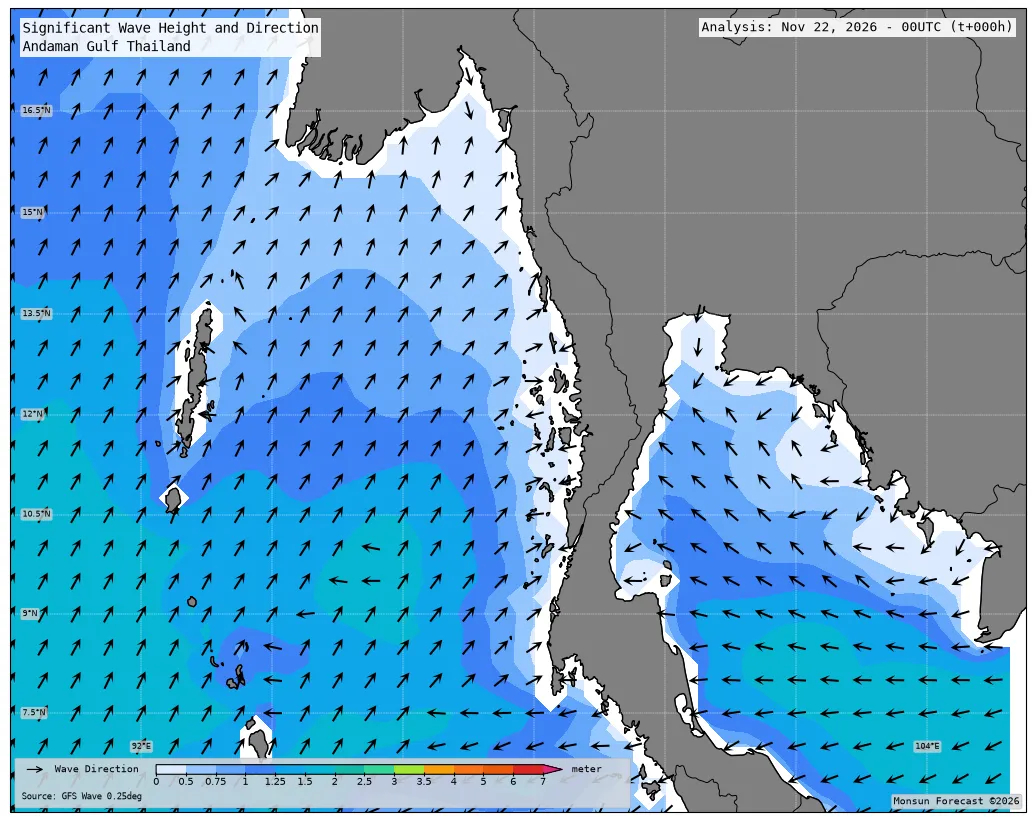 Significant Wave Height and Direction
Andaman Gulf Thailand
Analysis: Nov 22, 2026 - 00UTC (t+000h)
16.5°N
15°N
13.5°N
12°N
10.5°N
9°N
7.5°N
92°E
104°E
Wave Direction
meter
0 0.5 0.75 1 1.25 1.5 2 2.5 3 3.5 4 5 6 7
Source: GFS Wave 0.25deg
Monsun Forecast ©2026